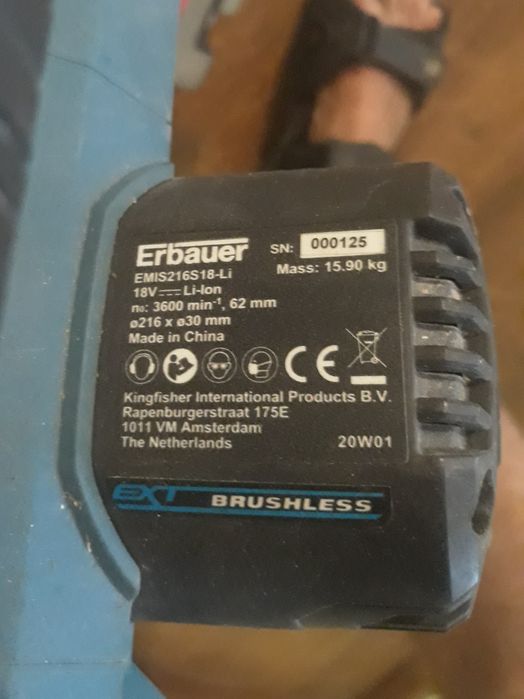 Erbauer
SN: 000125
EMIS216S18-Li
Mass: 15.90 kg
18V⎓Li-Ion
n₀: 3600 min⁻¹, 62 mm
ø216 x ø30 mm
Made in China
CE
Kingfisher International Products B.V.
Rapenburgerstraat 175E
1011 VM Amsterdam
The Netherlands
20W01
EXT BRUSHLESS